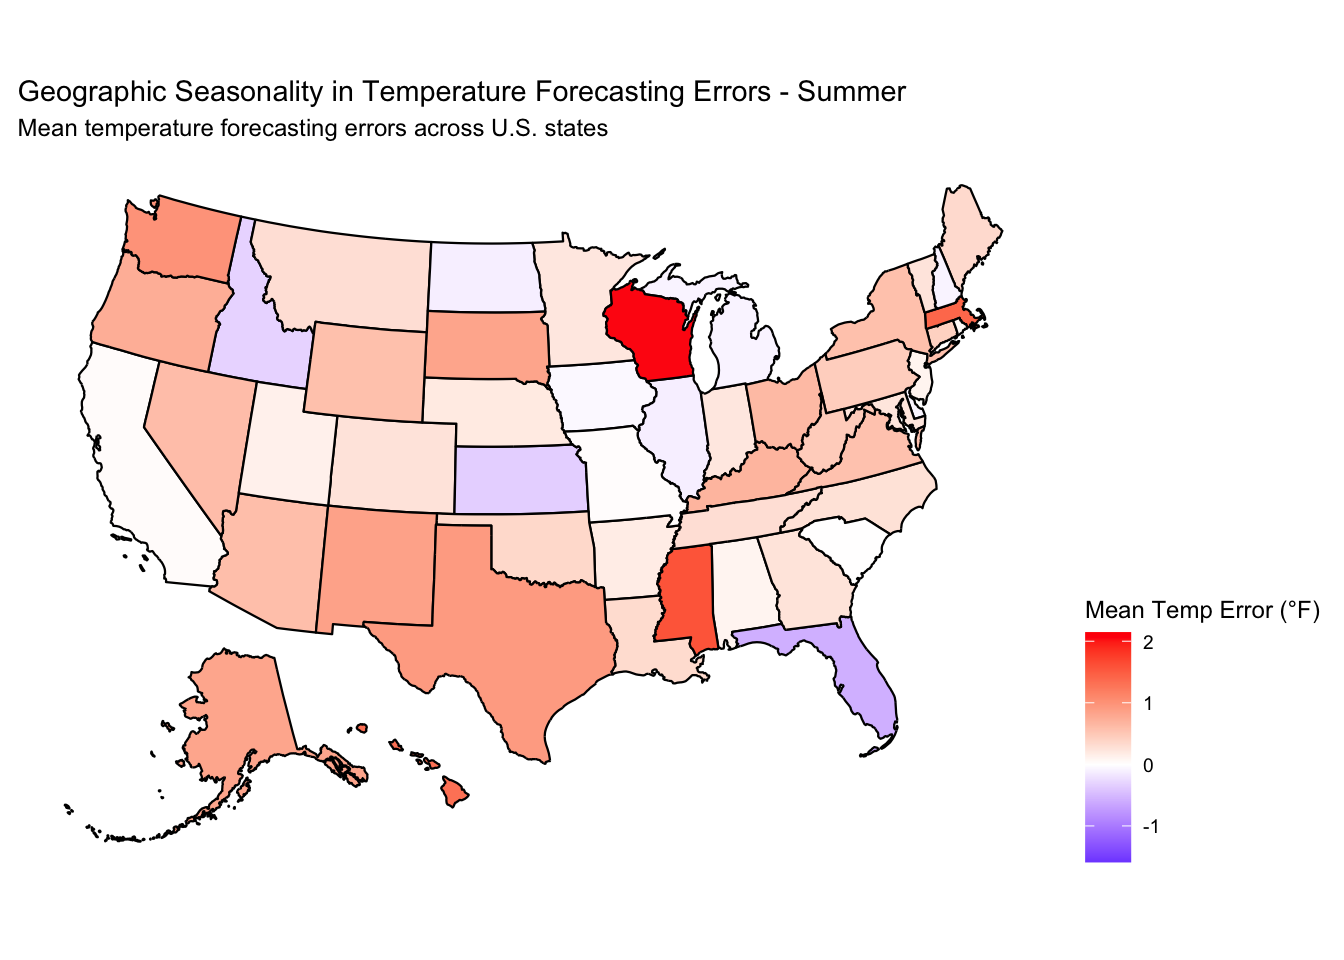 Geographic Seasonality in Temperature Forecasting Errors - Summer
Mean temperature forecasting errors across U.S. states
Mean Temp Error (°F)
2
1
0
-1